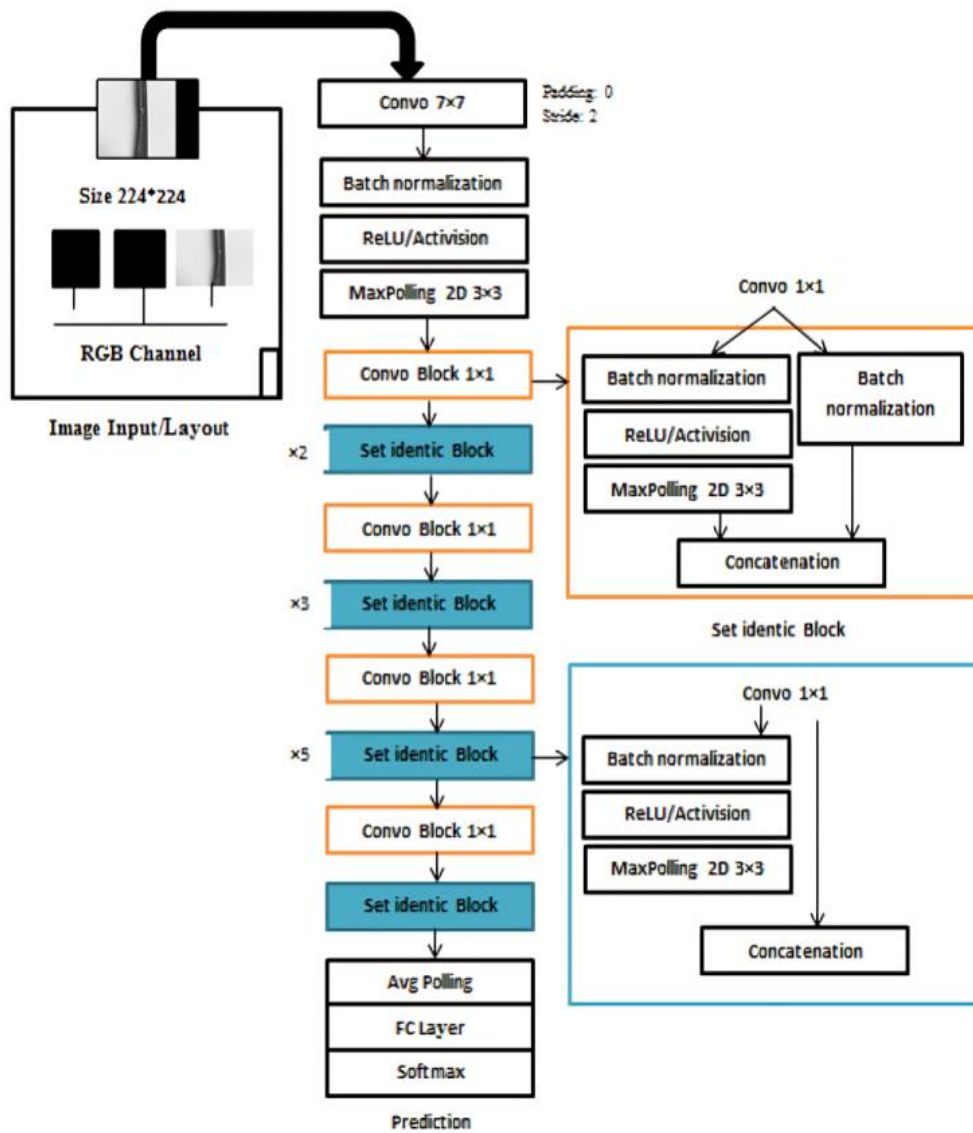 Convo 7×7
Padding: 0
Stride: 2
Size 224*224
RGB Channel
Image Input/Layout
Batch normalization
ReLU/Activision
MaxPolling 2D 3×3
Convo Block 1×1
×2
Set identic Block
Convo Block 1×1
×3
Set identic Block
Convo Block 1×1
×5
Set identic Block
Convo Block 1×1
Set identic Block
Avg Polling
FC Layer
Softmax
Prediction
Convo 1×1
Batch normalization
ReLU/Activision
MaxPolling 2D 3×3
Batch
normalization
Concatenation
Set identic Block
Convo 1×1
Batch normalization
ReLU/Activision
MaxPolling 2D 3×3
Concatenation